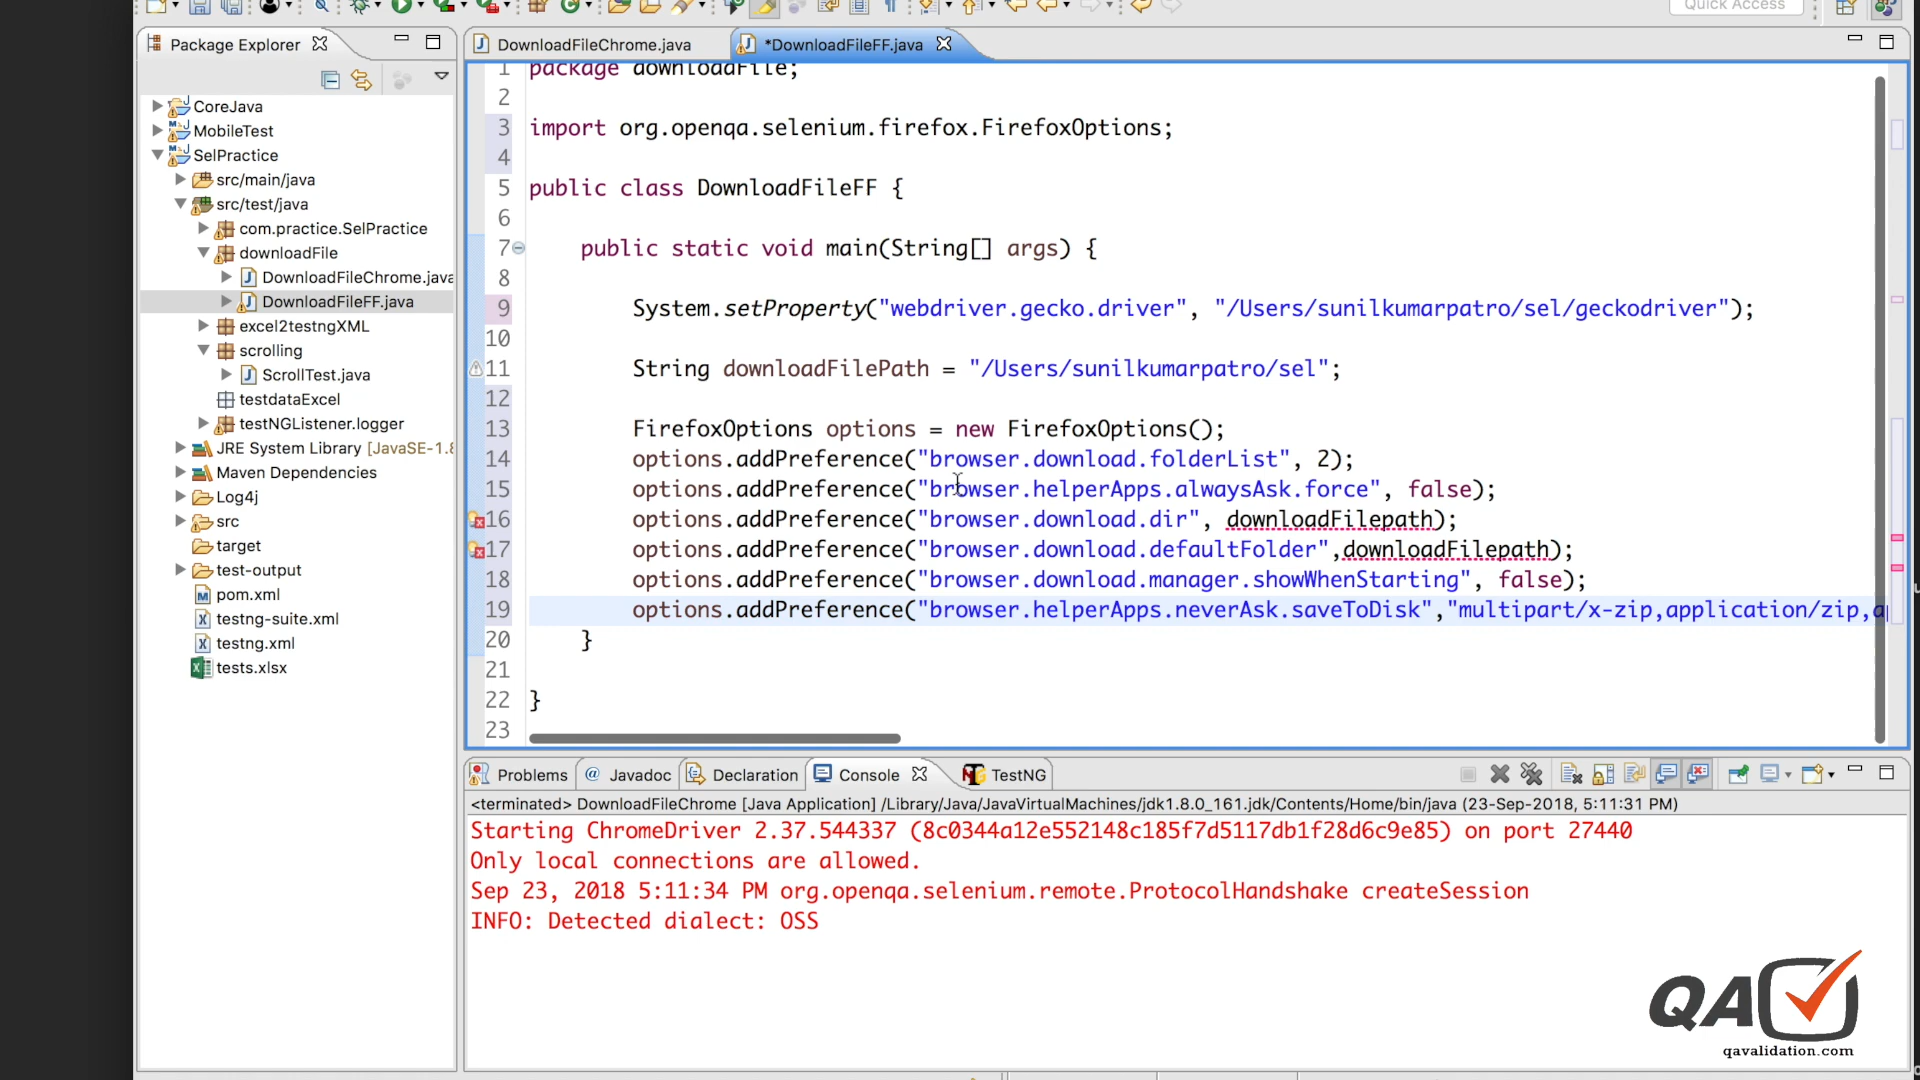 Quick Access
Package Explorer
DownloadFileChrome.java
*DownloadFileFF.java
CoreJava
MobileTest
SelPractice
src/main/java
src/test/java
com.practice.SelPractice
downloadFile
DownloadFileChrome.java
DownloadFileFF.java
excel2testngXML
scrolling
ScrollTest.java
testdataExcel
testNGListener.logger
JRE System Library [JavaSE-1.8
Maven Dependencies
Log4j
src
target
test-output
pom.xml
testng-suite.xml
testng.xml
tests.xlsx
1 package downloadFile;
2
3 import org.openqa.selenium.firefox.FirefoxOptions;
4
5 public class DownloadFileFF {
6
7 public static void main(String[] args) {
8
9 System.setProperty("webdriver.gecko.driver", "/Users/sunilkumarpatro/sel/geckodriver");
10
11 String downloadFilePath = "/Users/sunilkumarpatro/sel";
12
13 FirefoxOptions options = new FirefoxOptions();
14 options.addPreference("browser.download.folderList", 2);
15 options.addPreference("browser.helperApps.alwaysAsk.force", false);
16 options.addPreference("browser.download.dir", downloadFilepath);
17 options.addPreference("browser.download.defaultFolder",downloadFilepath);
18 options.addPreference("browser.download.manager.showWhenStarting", false);
19 options.addPreference("browser.helperApps.neverAsk.saveToDisk","multipart/x-zip,application/zip,a
20 }
21
22 }
23
Problems @ Javadoc Declaration Console TestNG
<terminated> DownloadFileChrome [Java Application] /Library/Java/JavaVirtualMachines/jdk1.8.0_161.jdk/Contents/Home/bin/java (23-Sep-2018, 5:11:31 PM)
Starting ChromeDriver 2.37.544337 (8c0344a12e552148c185f7d5117db1f28d6c9e85) on port 27440
Only local connections are allowed.
Sep 23, 2018 5:11:34 PM org.openqa.selenium.remote.ProtocolHandshake createSession
INFO: Detected dialect: OSS
QA
qavalidation.com